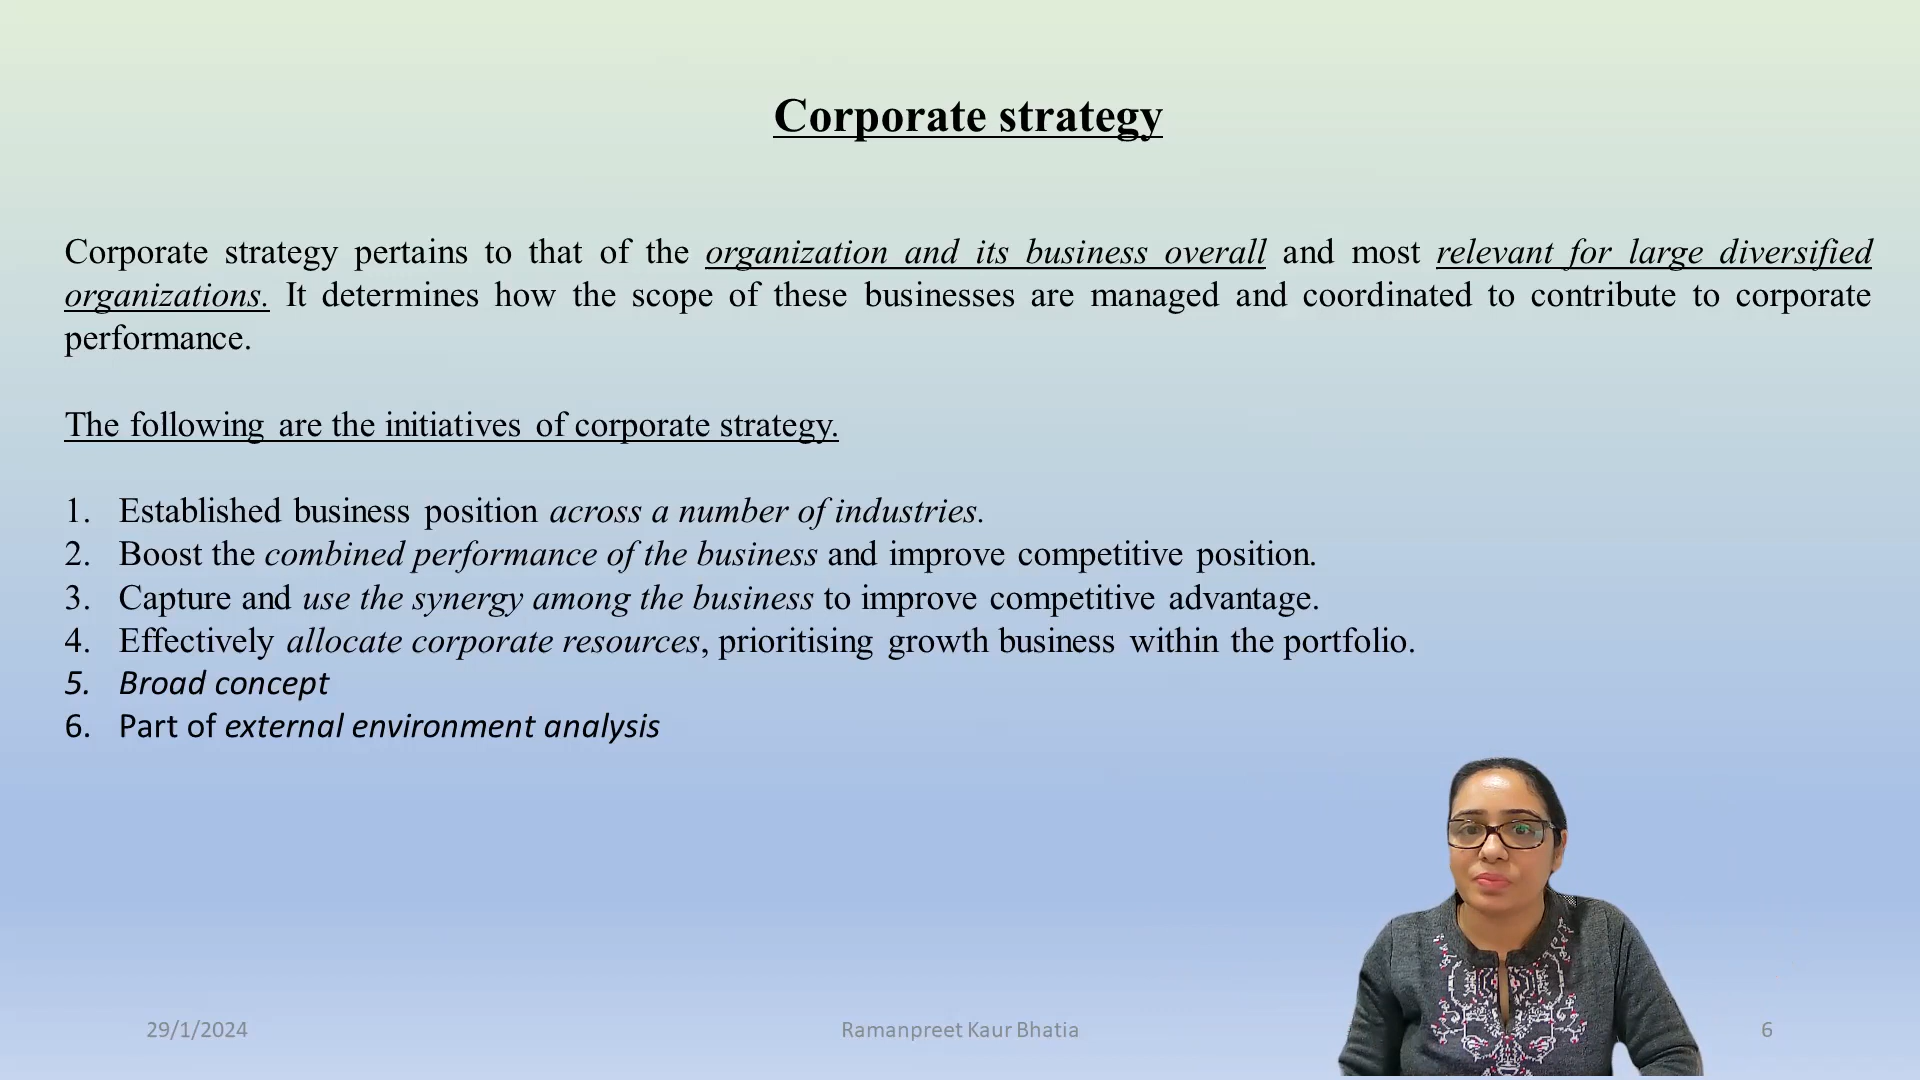 Corporate strategy
Corporate strategy pertains to that of the organization and its business overall and most relevant for large diversified
organizations. It determines how the scope of these businesses are managed and coordinated to contribute to corporate
performance.
The following are the initiatives of corporate strategy.
1. Established business position across a number of industries.
2. Boost the combined performance of the business and improve competitive position.
3. Capture and use the synergy among the business to improve competitive advantage.
4. Effectively allocate corporate resources, prioritising growth business within the portfolio.
5. Broad concept
6. Part of external environment analysis
29/1/2024 Ramanpreet Kaur Bhatia 6